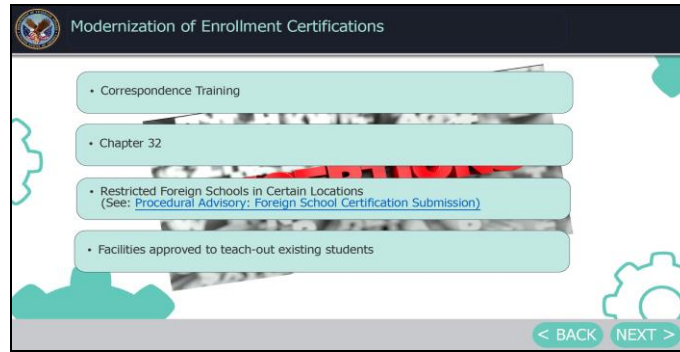 Modernization of Enrollment Certifications
• Correspondence Training
• Chapter 32
• Restricted Foreign Schools in Certain Locations
(See: Procedural Advisory: Foreign School Certification Submission)
• Facilities approved to teach-out existing students
< BACK
NEXT >